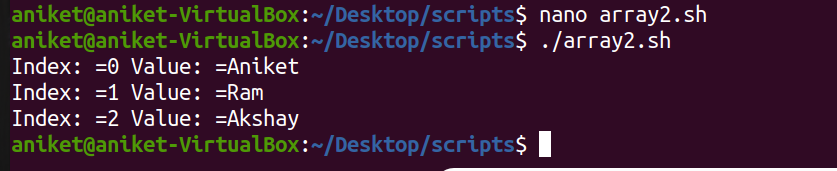 aniket@aniket-VirtualBox:~/Desktop/scripts$ nano array2.sh
aniket@aniket-VirtualBox:~/Desktop/scripts$ ./array2.sh
Index: =0 Value: =Aniket
Index: =1 Value: =Ram
Index: =2 Value: =Akshay
aniket@aniket-VirtualBox:~/Desktop/scripts$